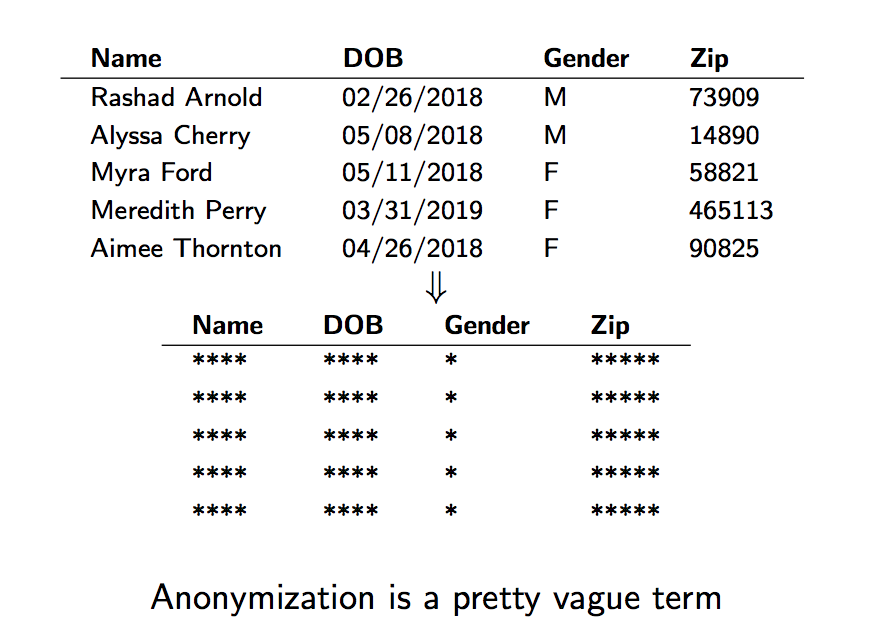 Name DOB Gender Zip
Rashad Arnold 02/26/2018 M 73909
Alyssa Cherry 05/08/2018 M 14890
Myra Ford 05/11/2018 F 58821
Meredith Perry 03/31/2019 F 465113
Aimee Thornton 04/26/2018 F 90825
⇓
Name DOB Gender Zip
**** **** * *****
**** **** * *****
**** **** * *****
**** **** * *****
**** **** * *****
Anonymization is a pretty vague term